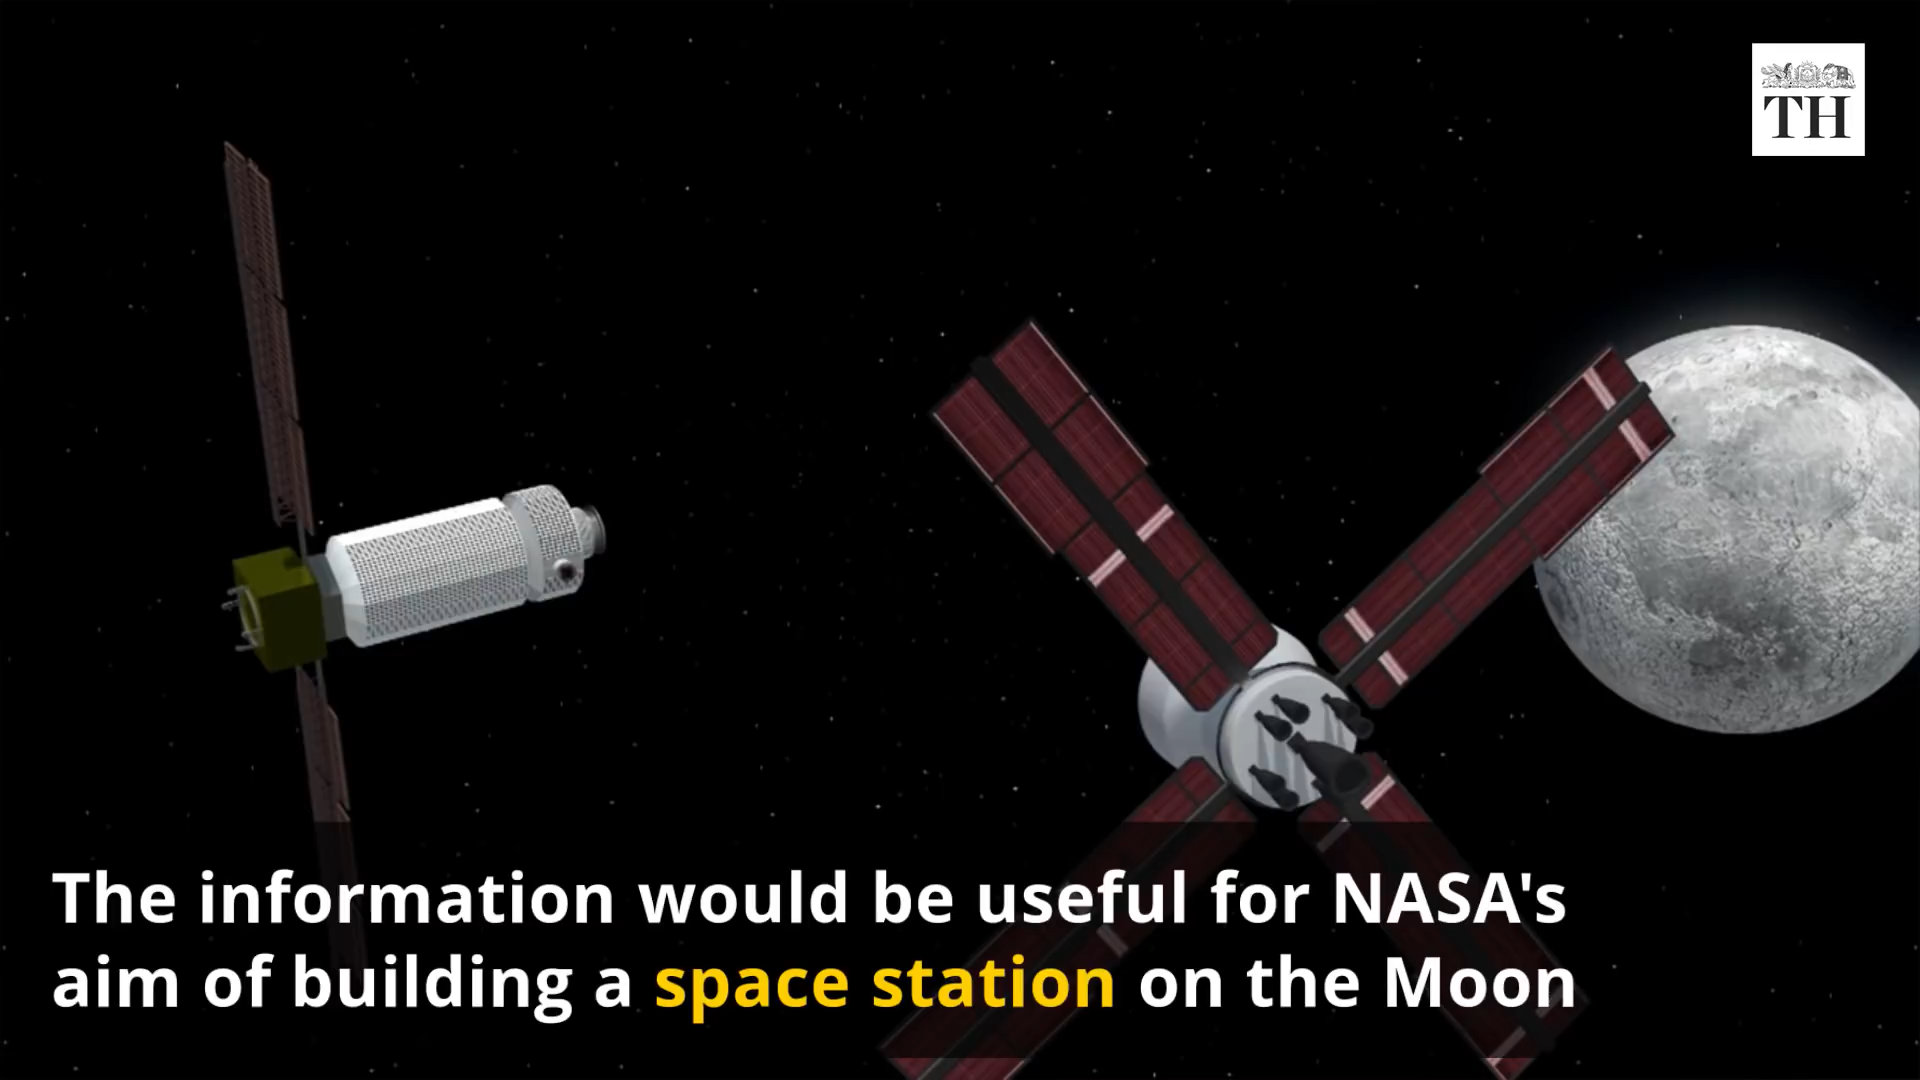 TH
The information would be useful for NASA's
aim of building a space station on the Moon